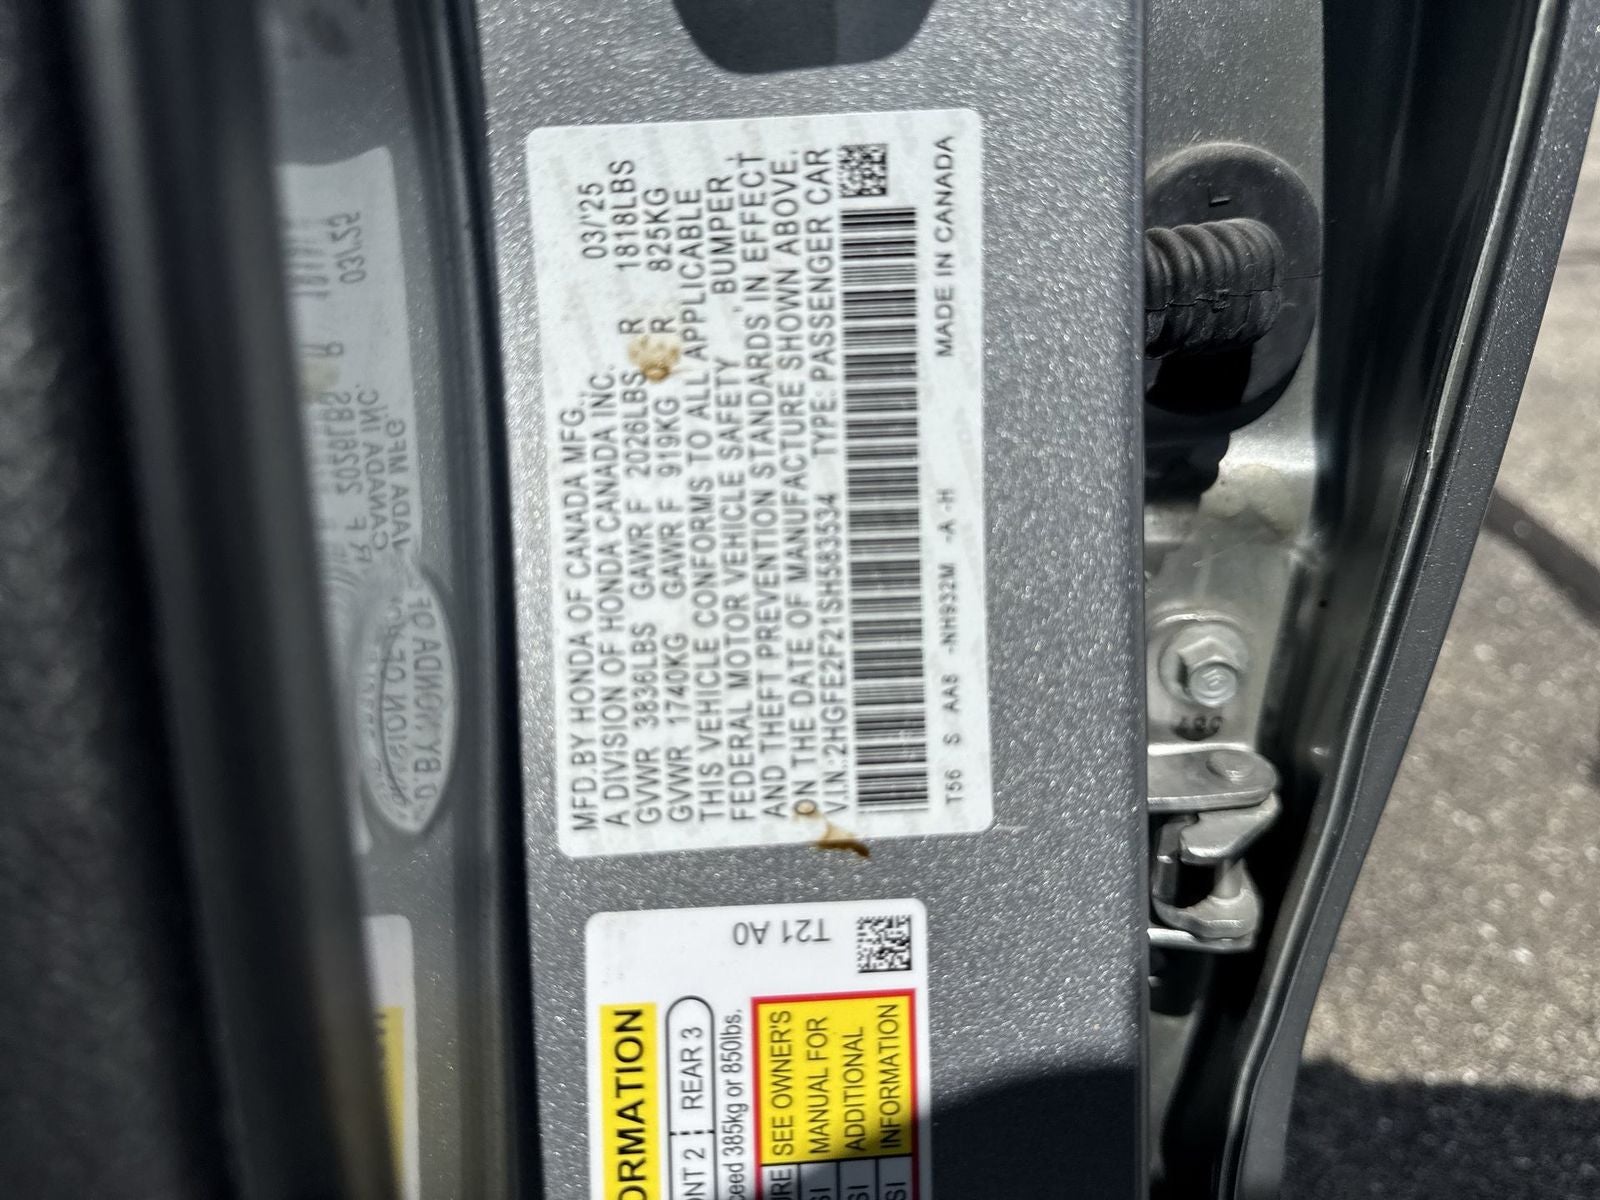 MFD.BY HONDA OF CANADA MFG.,
A DIVISION OF HONDA CANADA INC. 03/'25
GVWR 3836LBS GAWR F 2026LBS R 1818LBS
GVWR 1740KG GAWR F 919KG R 825KG
THIS VEHICLE CONFORMS TO ALL APPLICABLE
FEDERAL MOTOR VEHICLE SAFETY, BUMPER,
AND THEFT PREVENTION STANDARDS, IN EFFECT
ON THE DATE OF MANUFACTURE SHOWN ABOVE.
V.I.N.:2HGFE2F21SH583534 TYPE: PASSENGER CAR
T56 S AA8 -NH932M -A -H MADE IN CANADA
T21 A0
ORMATION
REAR 3
ceed 385kg or 850lbs.
SEE OWNER'S
MANUAL FOR
ADDITIONAL
INFORMATION